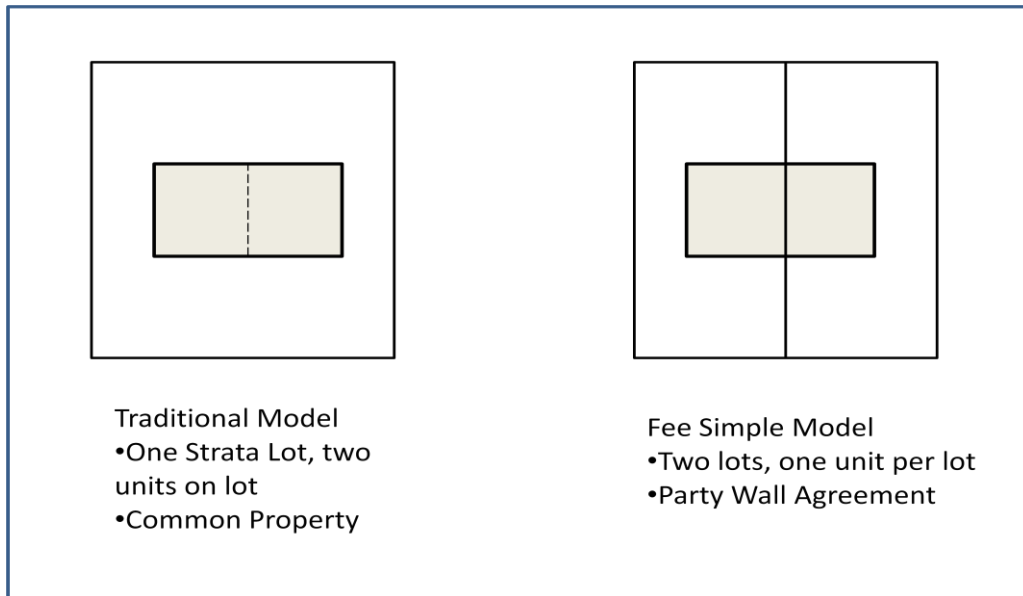 Traditional Model
•One Strata Lot, two
units on lot
•Common Property
Fee Simple Model
•Two lots, one unit per lot
•Party Wall Agreement